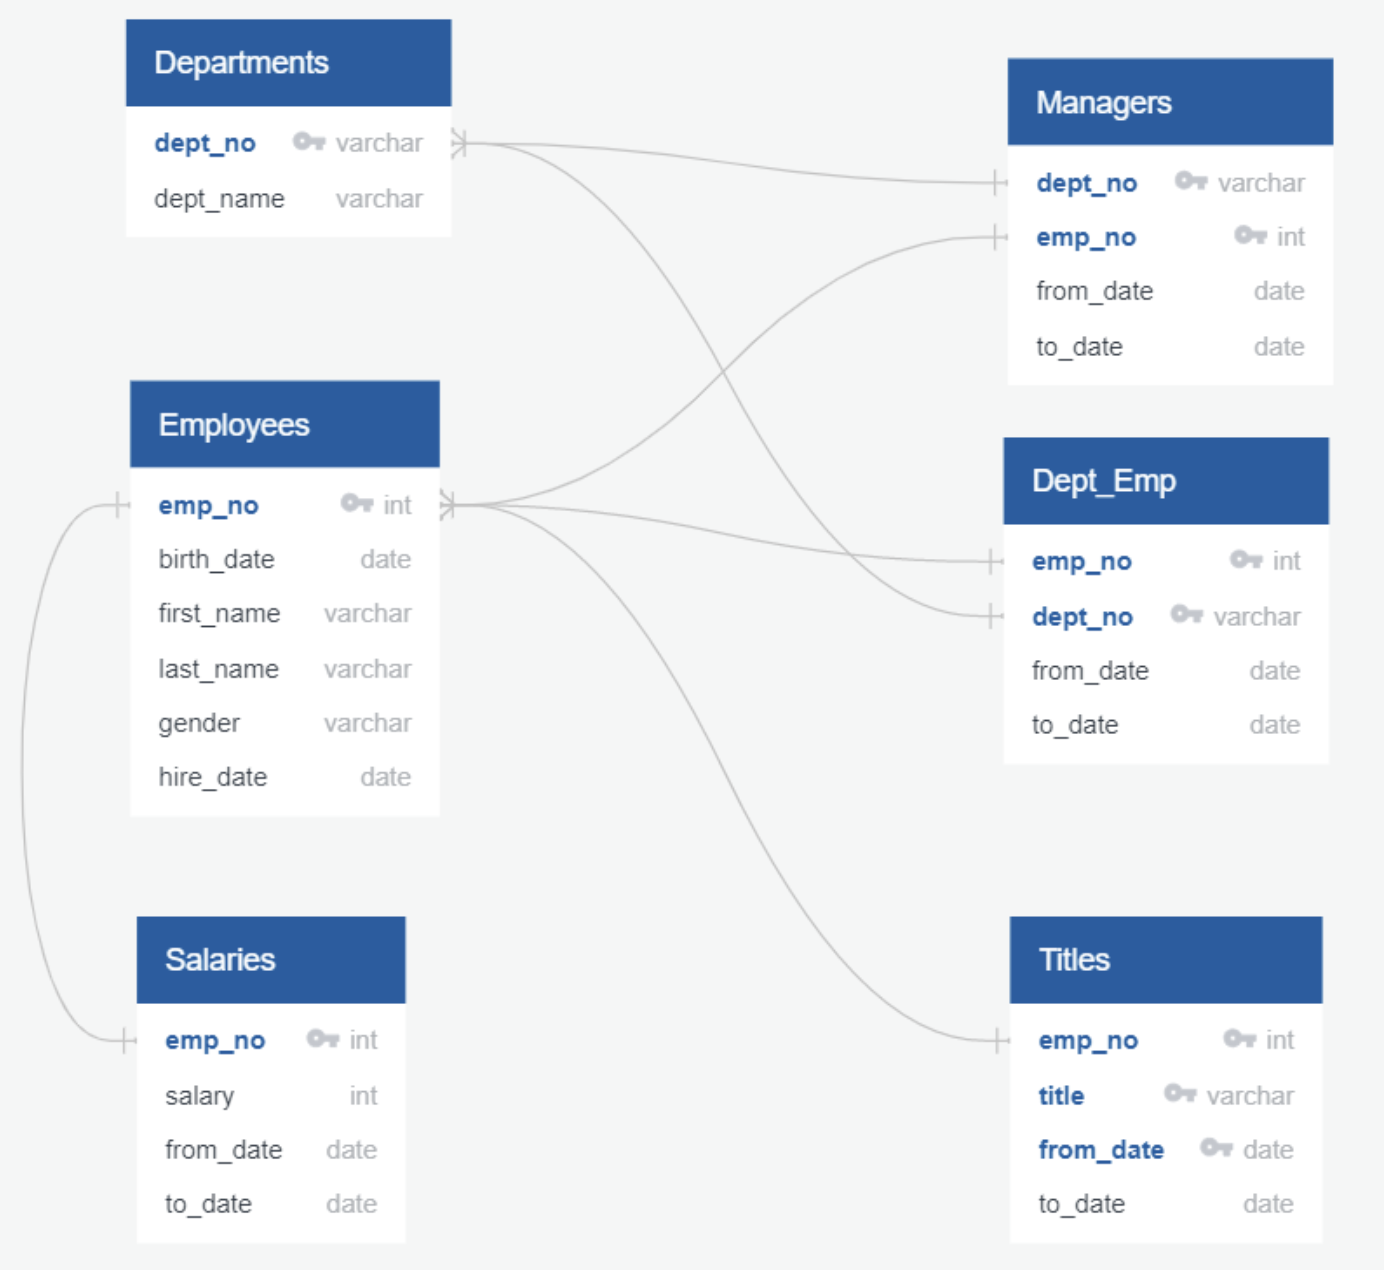 Departments
dept_no varchar
dept_name varchar
Managers
dept_no varchar
emp_no int
from_date date
to_date date
Employees
emp_no int
birth_date date
first_name varchar
last_name varchar
gender varchar
hire_date date
Dept_Emp
emp_no int
dept_no varchar
from_date date
to_date date
Salaries
emp_no int
salary int
from_date date
to_date date
Titles
emp_no int
title varchar
from_date date
to_date date